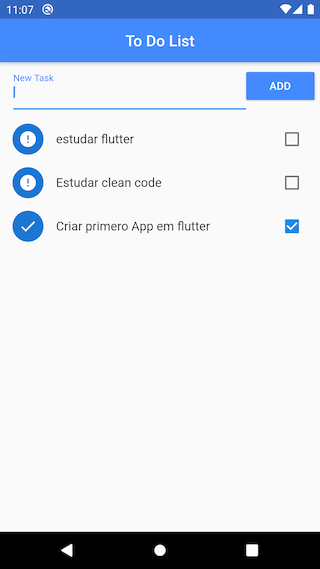 11:07
To Do List
New Task
ADD
estudar flutter
Estudar clean code
Criar primero App em flutter